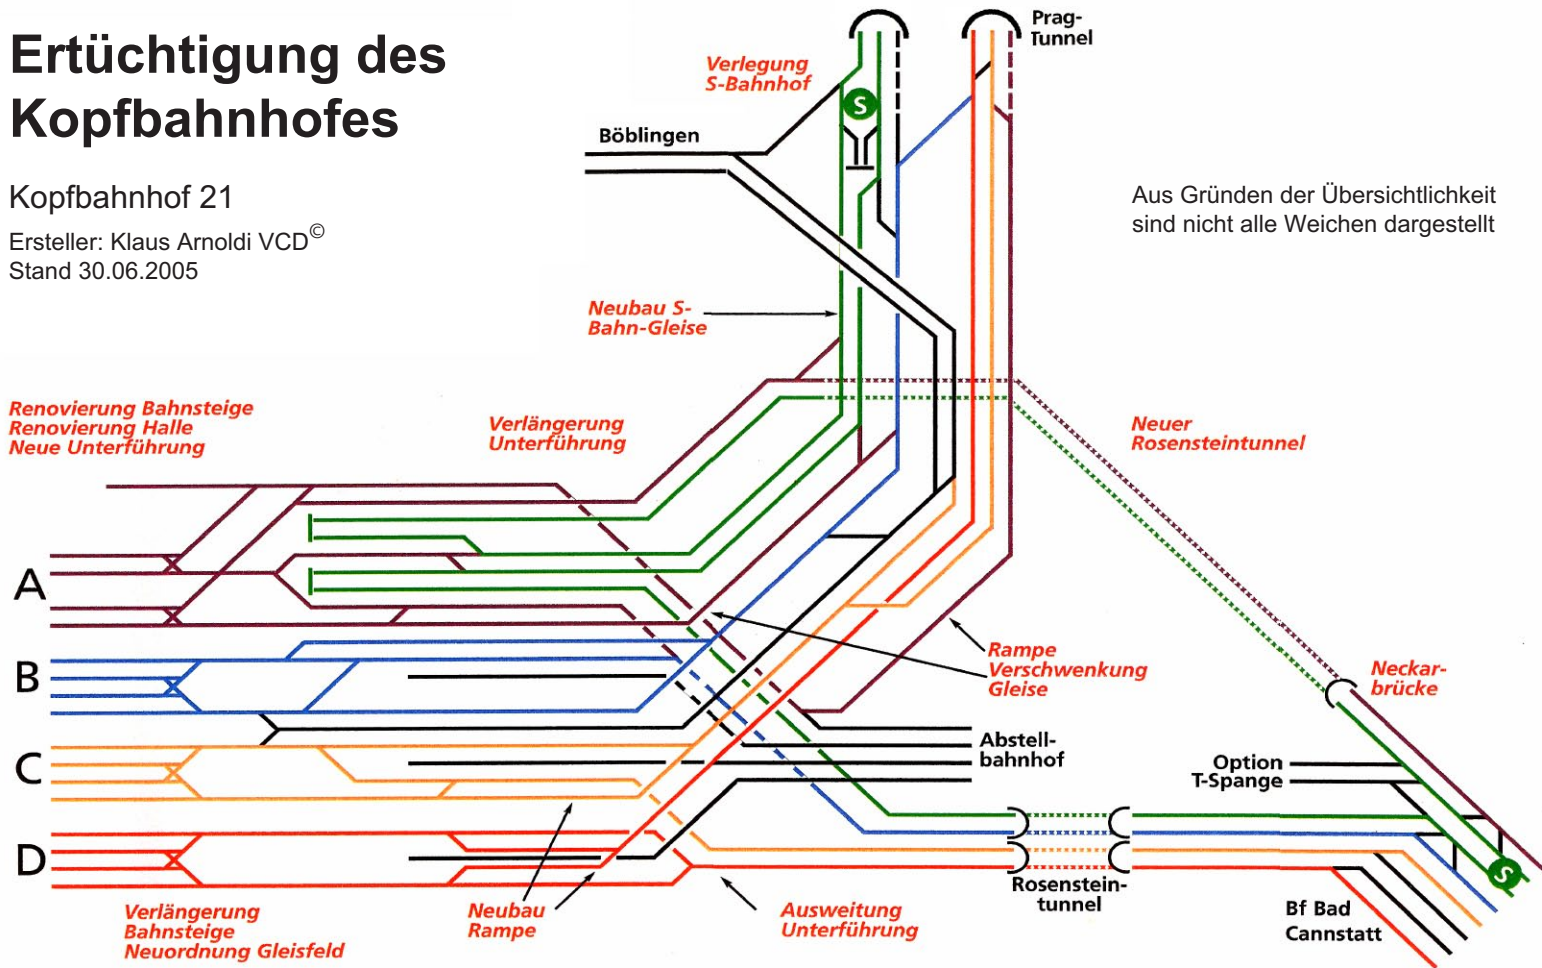 Ertüchtigung des
Kopfbahnhofes
Kopfbahnhof 21
Ersteller: Klaus Arnoldi VCD©
Stand 30.06.2005
Prag-
Tunnel
Verlegung
S-Bahnhof
S
Böblingen
Aus Gründen der Übersichtlichkeit
sind nicht alle Weichen dargestellt
Neubau S-
Bahn-Gleise
Renovierung Bahnsteige
Renovierung Halle
Neue Unterführung
Verlängerung
Unterführung
Neuer
Rosensteintunnel
A
B
C
D
Rampe
Verschwenkung
Gleise
Neckar-
brücke
Abstell-
bahnhof
Option
T-Spange
S
Rosenstein-
tunnel
Bf Bad
Cannstatt
Verlängerung
Bahnsteige
Neuordnung Gleisfeld
Neubau
Rampe
Ausweitung
Unterführung